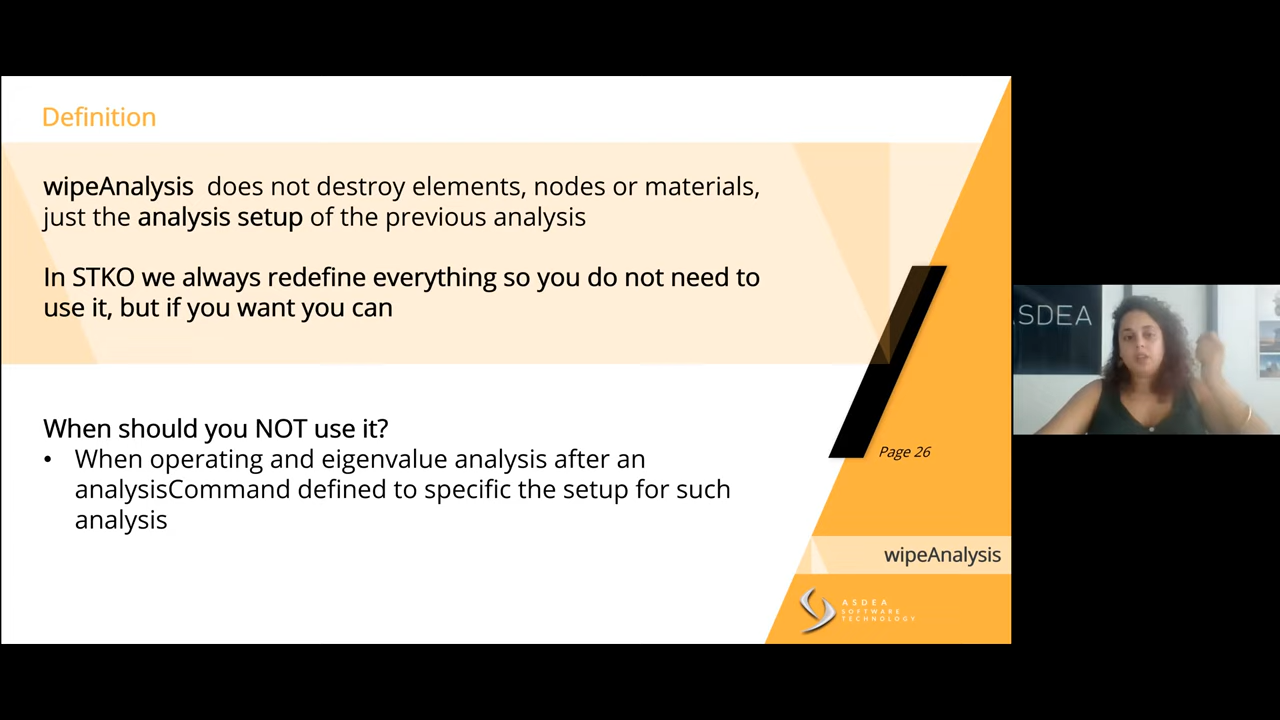 Definition
wipeAnalysis does not destroy elements, nodes or materials,
just the analysis setup of the previous analysis
In STKO we always redefine everything so you do not need to
use it, but if you want you can
When should you NOT use it?
• When operating and eigenvalue analysis after an
analysisCommand defined to specific the setup for such
analysis
Page 26
wipeAnalysis
ASDEA
SOFTWARE
TECHNOLOGY
ASDEA